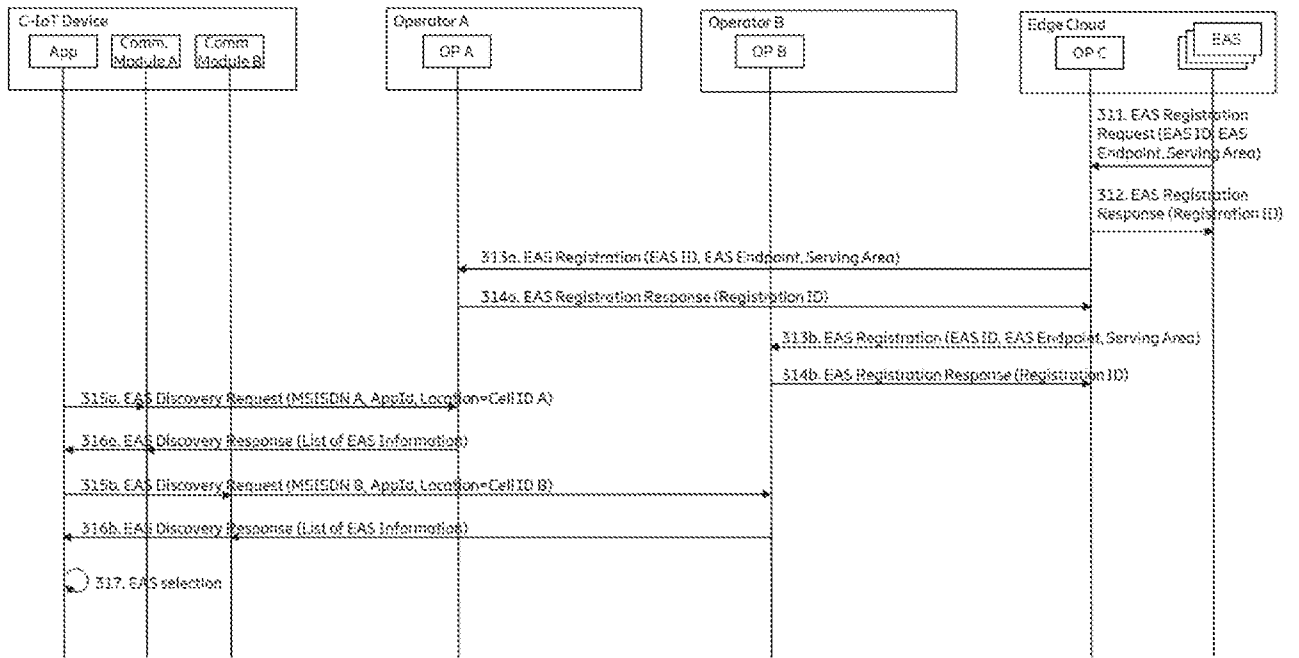 C-IoT Device
App
Comm.
Module A
Comm
Module B
Operator A
OP A
Operator B
OP B
Edge Cloud
OP C
EAS
311. EAS Registration
Request (EAS ID, EAS
Endpoint, Serving Area)
312. EAS Registration
Response (Registration ID)
313a. EAS Registration (EAS ID, EAS Endpoint, Serving Area)
314a. EAS Registration Response (Registration ID)
313b. EAS Registration (EAS ID, EAS Endpoint, Serving Area)
314b. EAS Registration Response (Registration ID)
315a. EAS Discovery Request (MSISDN A, AppId, Location=Cell ID A)
316a. EAS Discovery Response (List of EAS Information)
315b. EAS Discovery Request (MSISDN B, AppId, Location=Cell ID B)
316b. EAS Discovery Response (List of EAS Information)
317. EAS selection